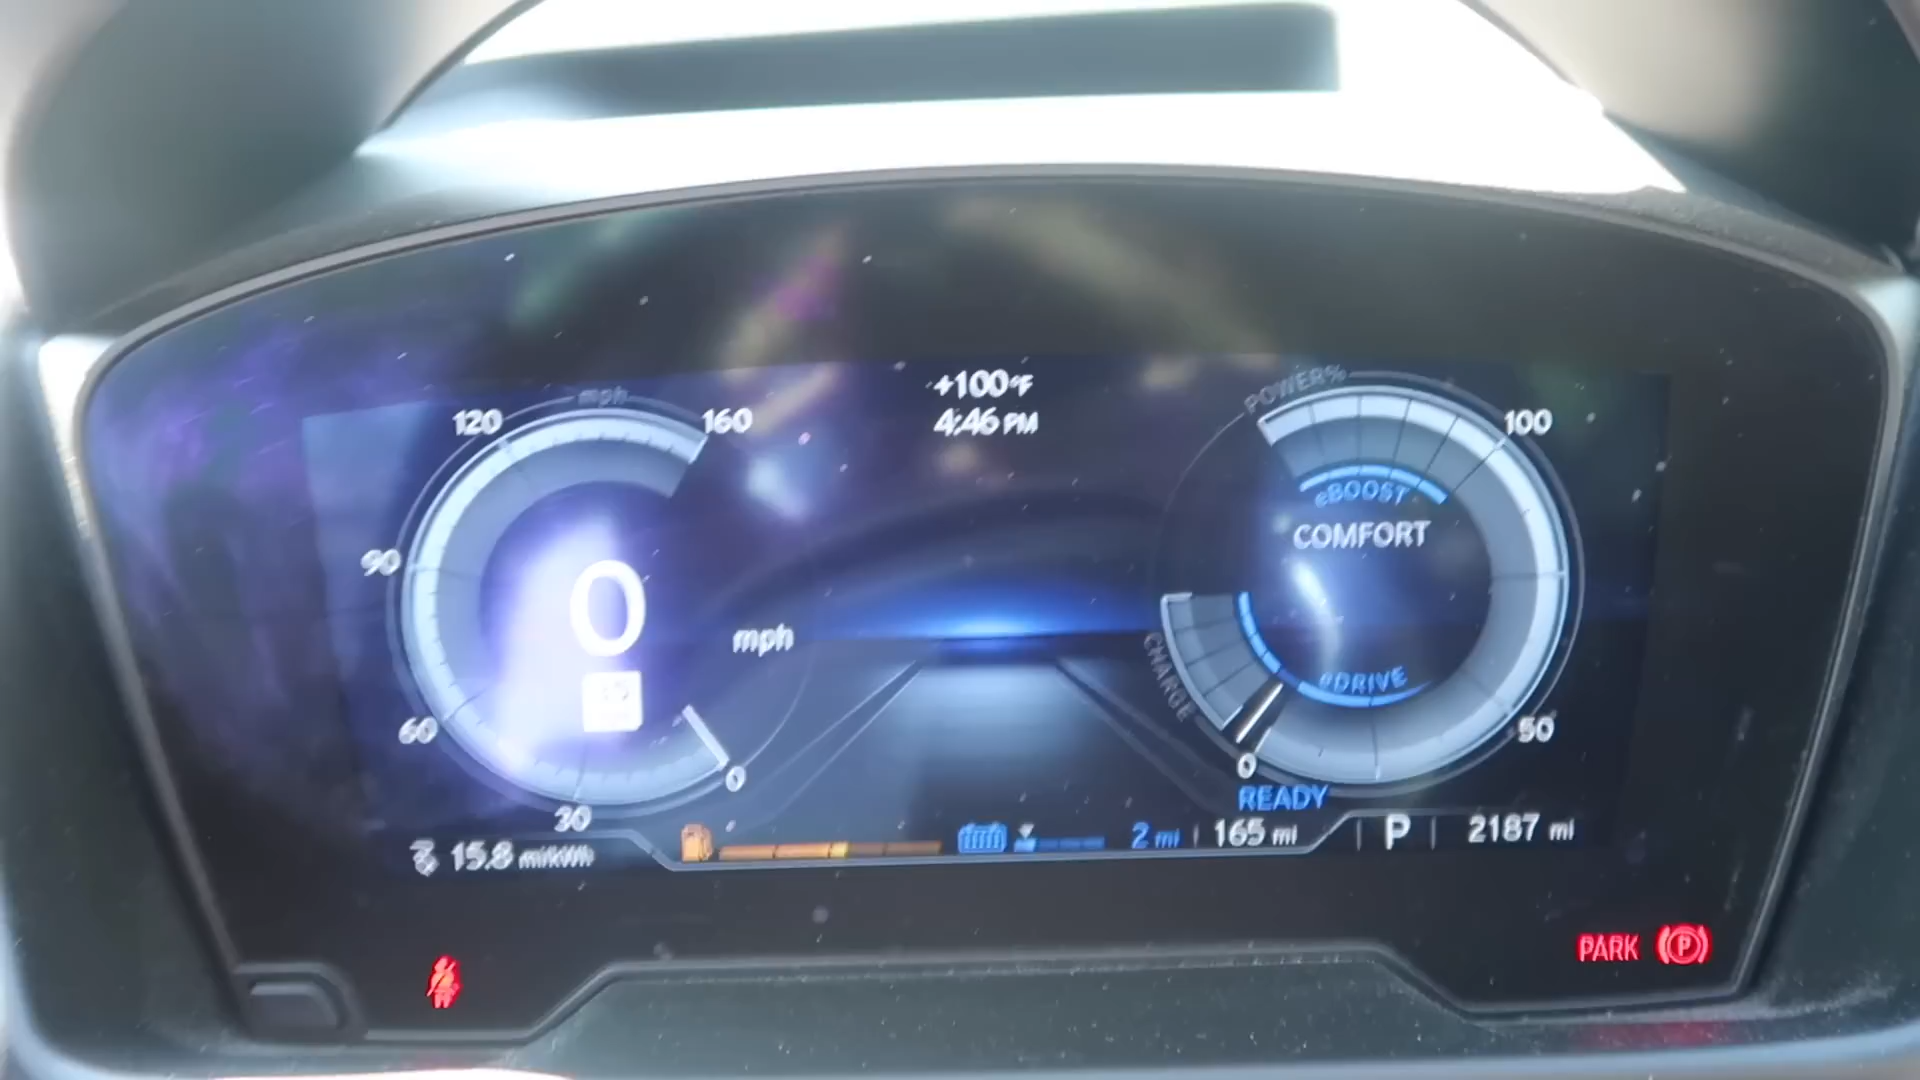 +100°F
4:46 PM
mph
120
160
90
0
mph
60
0
30
15.8 mi/kWh
POWER%
100
eBOOST
COMFORT
CHARGE
eDRIVE
50
0
READY
2 mi
165 mi
P
2187 mi
PARK
P